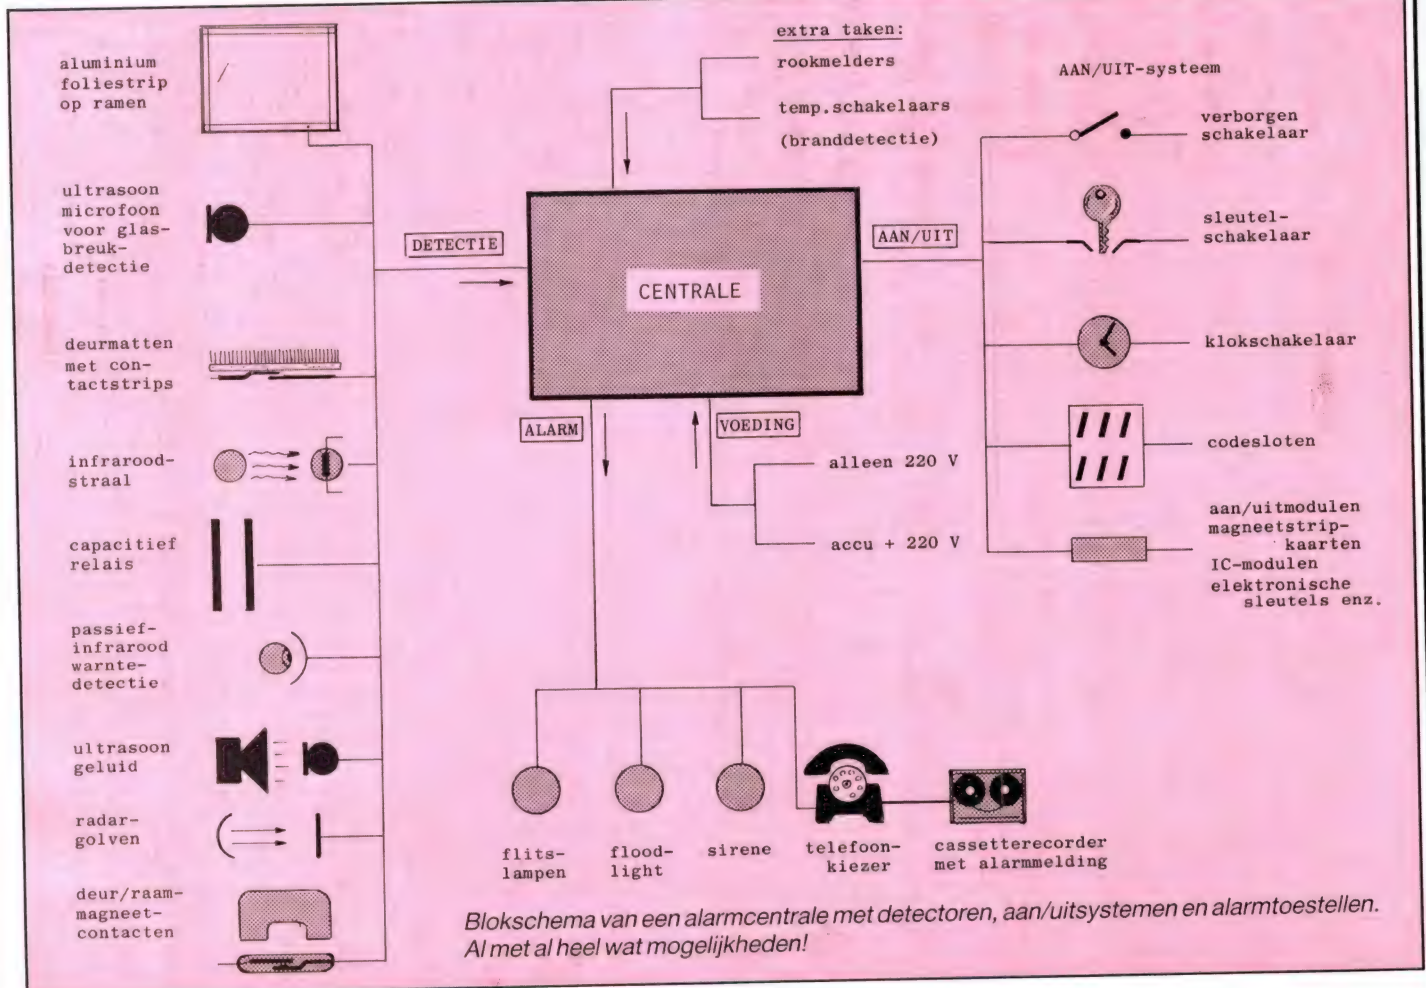 aluminium
foliestrip
op ramen
ultrasoon
microfoon
voor glas-
breuk-
detectie
deurmatten
met con-
tactstrips
infrarood-
straal
capacitief
relais
passief-
infrarood
warnte-
detectie
ultrasoon
geluid
radar-
golven
deur/raam-
magneet-
contacten
DETECTIE
extra taken:
rookmelders
temp.schakelaars
(branddetectie)
CENTRALE
ALARM
VOEDING
alleen 220 V
accu + 220 V
flits-
lampen
flood-
light
sirene
telefoon-
kiezer
cassetterecorder
met alarmmelding
AAN/UIT
AAN/UIT-systeem
verborgen
schakelaar
sleutel-
schakelaar
klokschakelaar
codesloten
aan/uitmodulen
magneetstrip-
kaarten
IC-modulen
elektronische
sleutels enz.
Blokschema van een alarmcentrale met detectoren, aan/uitsystemen en alarmtoestellen.
Al met al heel wat mogelijkheden!